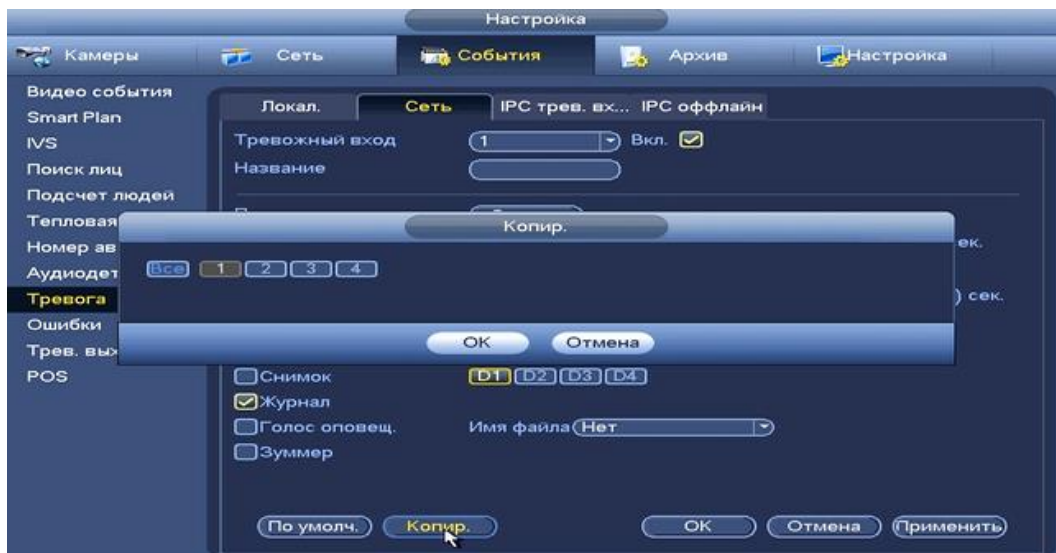 Настройка
Камеры Сеть События Архив Настройка
Видео события
Smart Plan
IVS
Поиск лиц
Подсчет людей
Тепловая
Номер ав
Аудиодет
Тревога
Ошибки
Трев. вых
POS
Локал. Сеть IPC трев. вх... IPC оффлайн
Тревожный вход 1 Вкл.
Название
Копир.
Все 1 2 3 4
OK Отмена
ек.
) сек.
Снимок D1 D2 D3 D4
Журнал
Голос оповещ. Имя файла Нет
Зуммер
По умолч. Копир. OK Отмена Применить